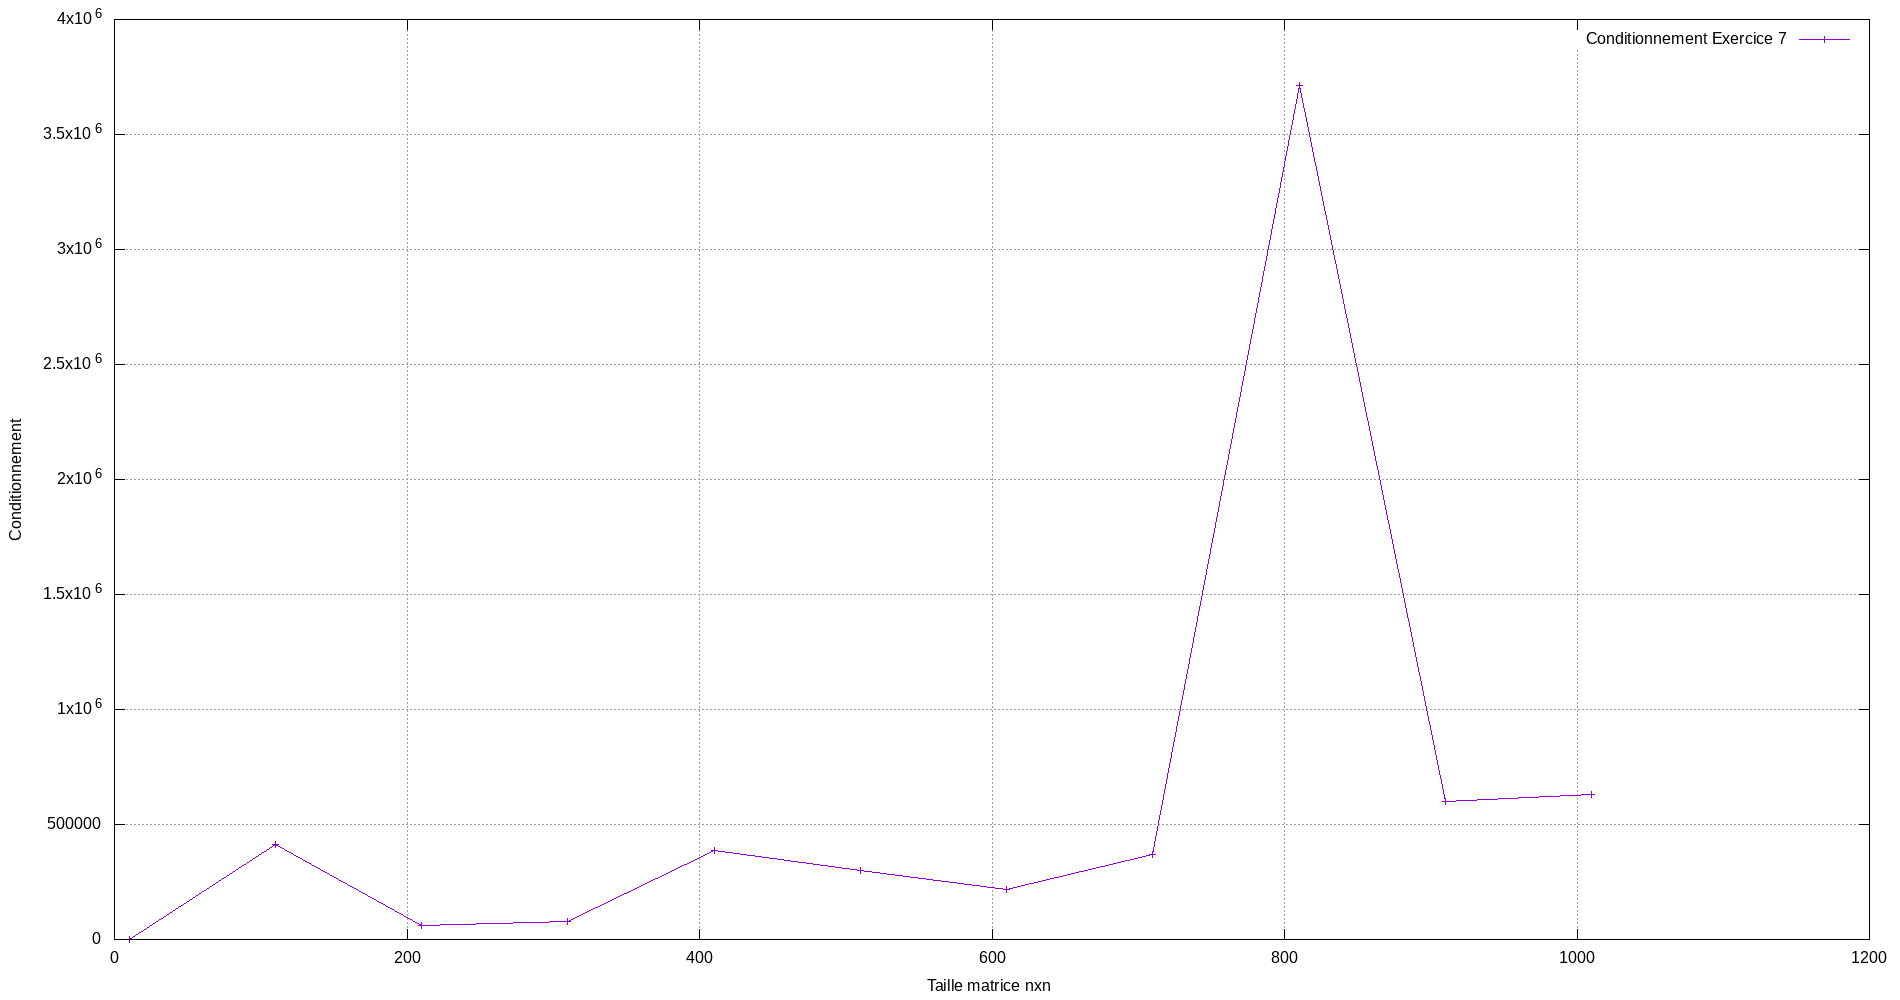 4x10^6
Conditionnement Exercice 7
3.5x10^6
3x10^6
2.5x10^6
2x10^6
1.5x10^6
1x10^6
500000
0
Conditionnement
0 200 400 600 800 1000 1200
Taille matrice nxn